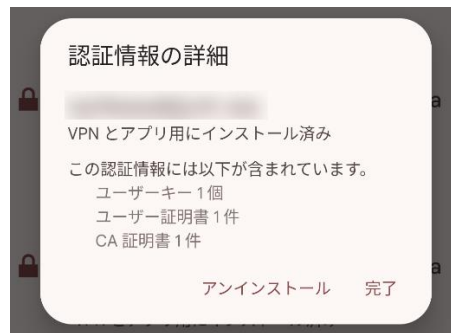 認証情報の詳細
a
VPN とアプリ用にインストール済み
この認証情報には以下が含まれています。
ユーザーキー 1個
ユーザー証明書 1件
CA 証明書 1件
a
アンインストール 完了